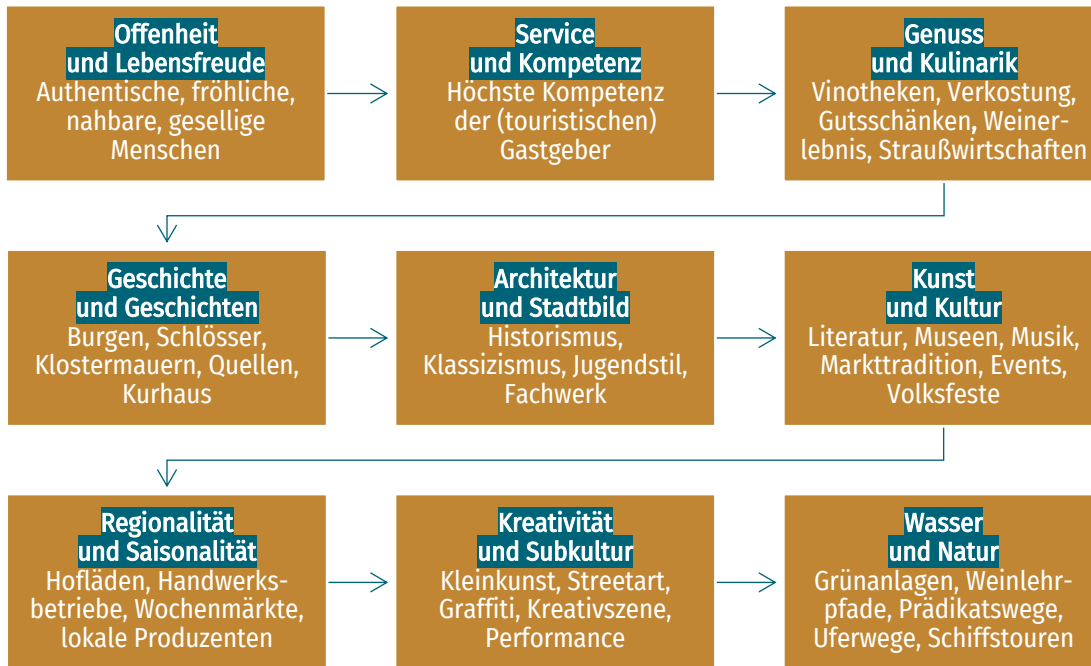 Offenheit
und Lebensfreude
Authentische, fröhliche,
nahbare, gesellige
Menschen
Service
und Kompetenz
Höchste Kompetenz
der (touristischen)
Gastgeber
Genuss
und Kulinarik
Vinotheken, Verkostung,
Gutsschänken, Weiner-
lebnis, Straußwirtschaften
Geschichte
und Geschichten
Burgen, Schlösser,
Klostermauern, Quellen,
Kurhaus
Architektur
und Stadtbild
Historismus,
Klassizismus, Jugendstil,
Fachwerk
Kunst
und Kultur
Literatur, Museen, Musik,
Markttradition, Events,
Volksfeste
Regionalität
und Saisonalität
Hofläden, Handwerks-
betriebe, Wochenmärkte,
lokale Produzenten
Kreativität
und Subkultur
Kleinkunst, Streetart,
Graffiti, Kreativszene,
Performance
Wasser
und Natur
Grünanlagen, Weinlehr-
pfade, Prädikatswege,
Uferwege, Schiffstouren